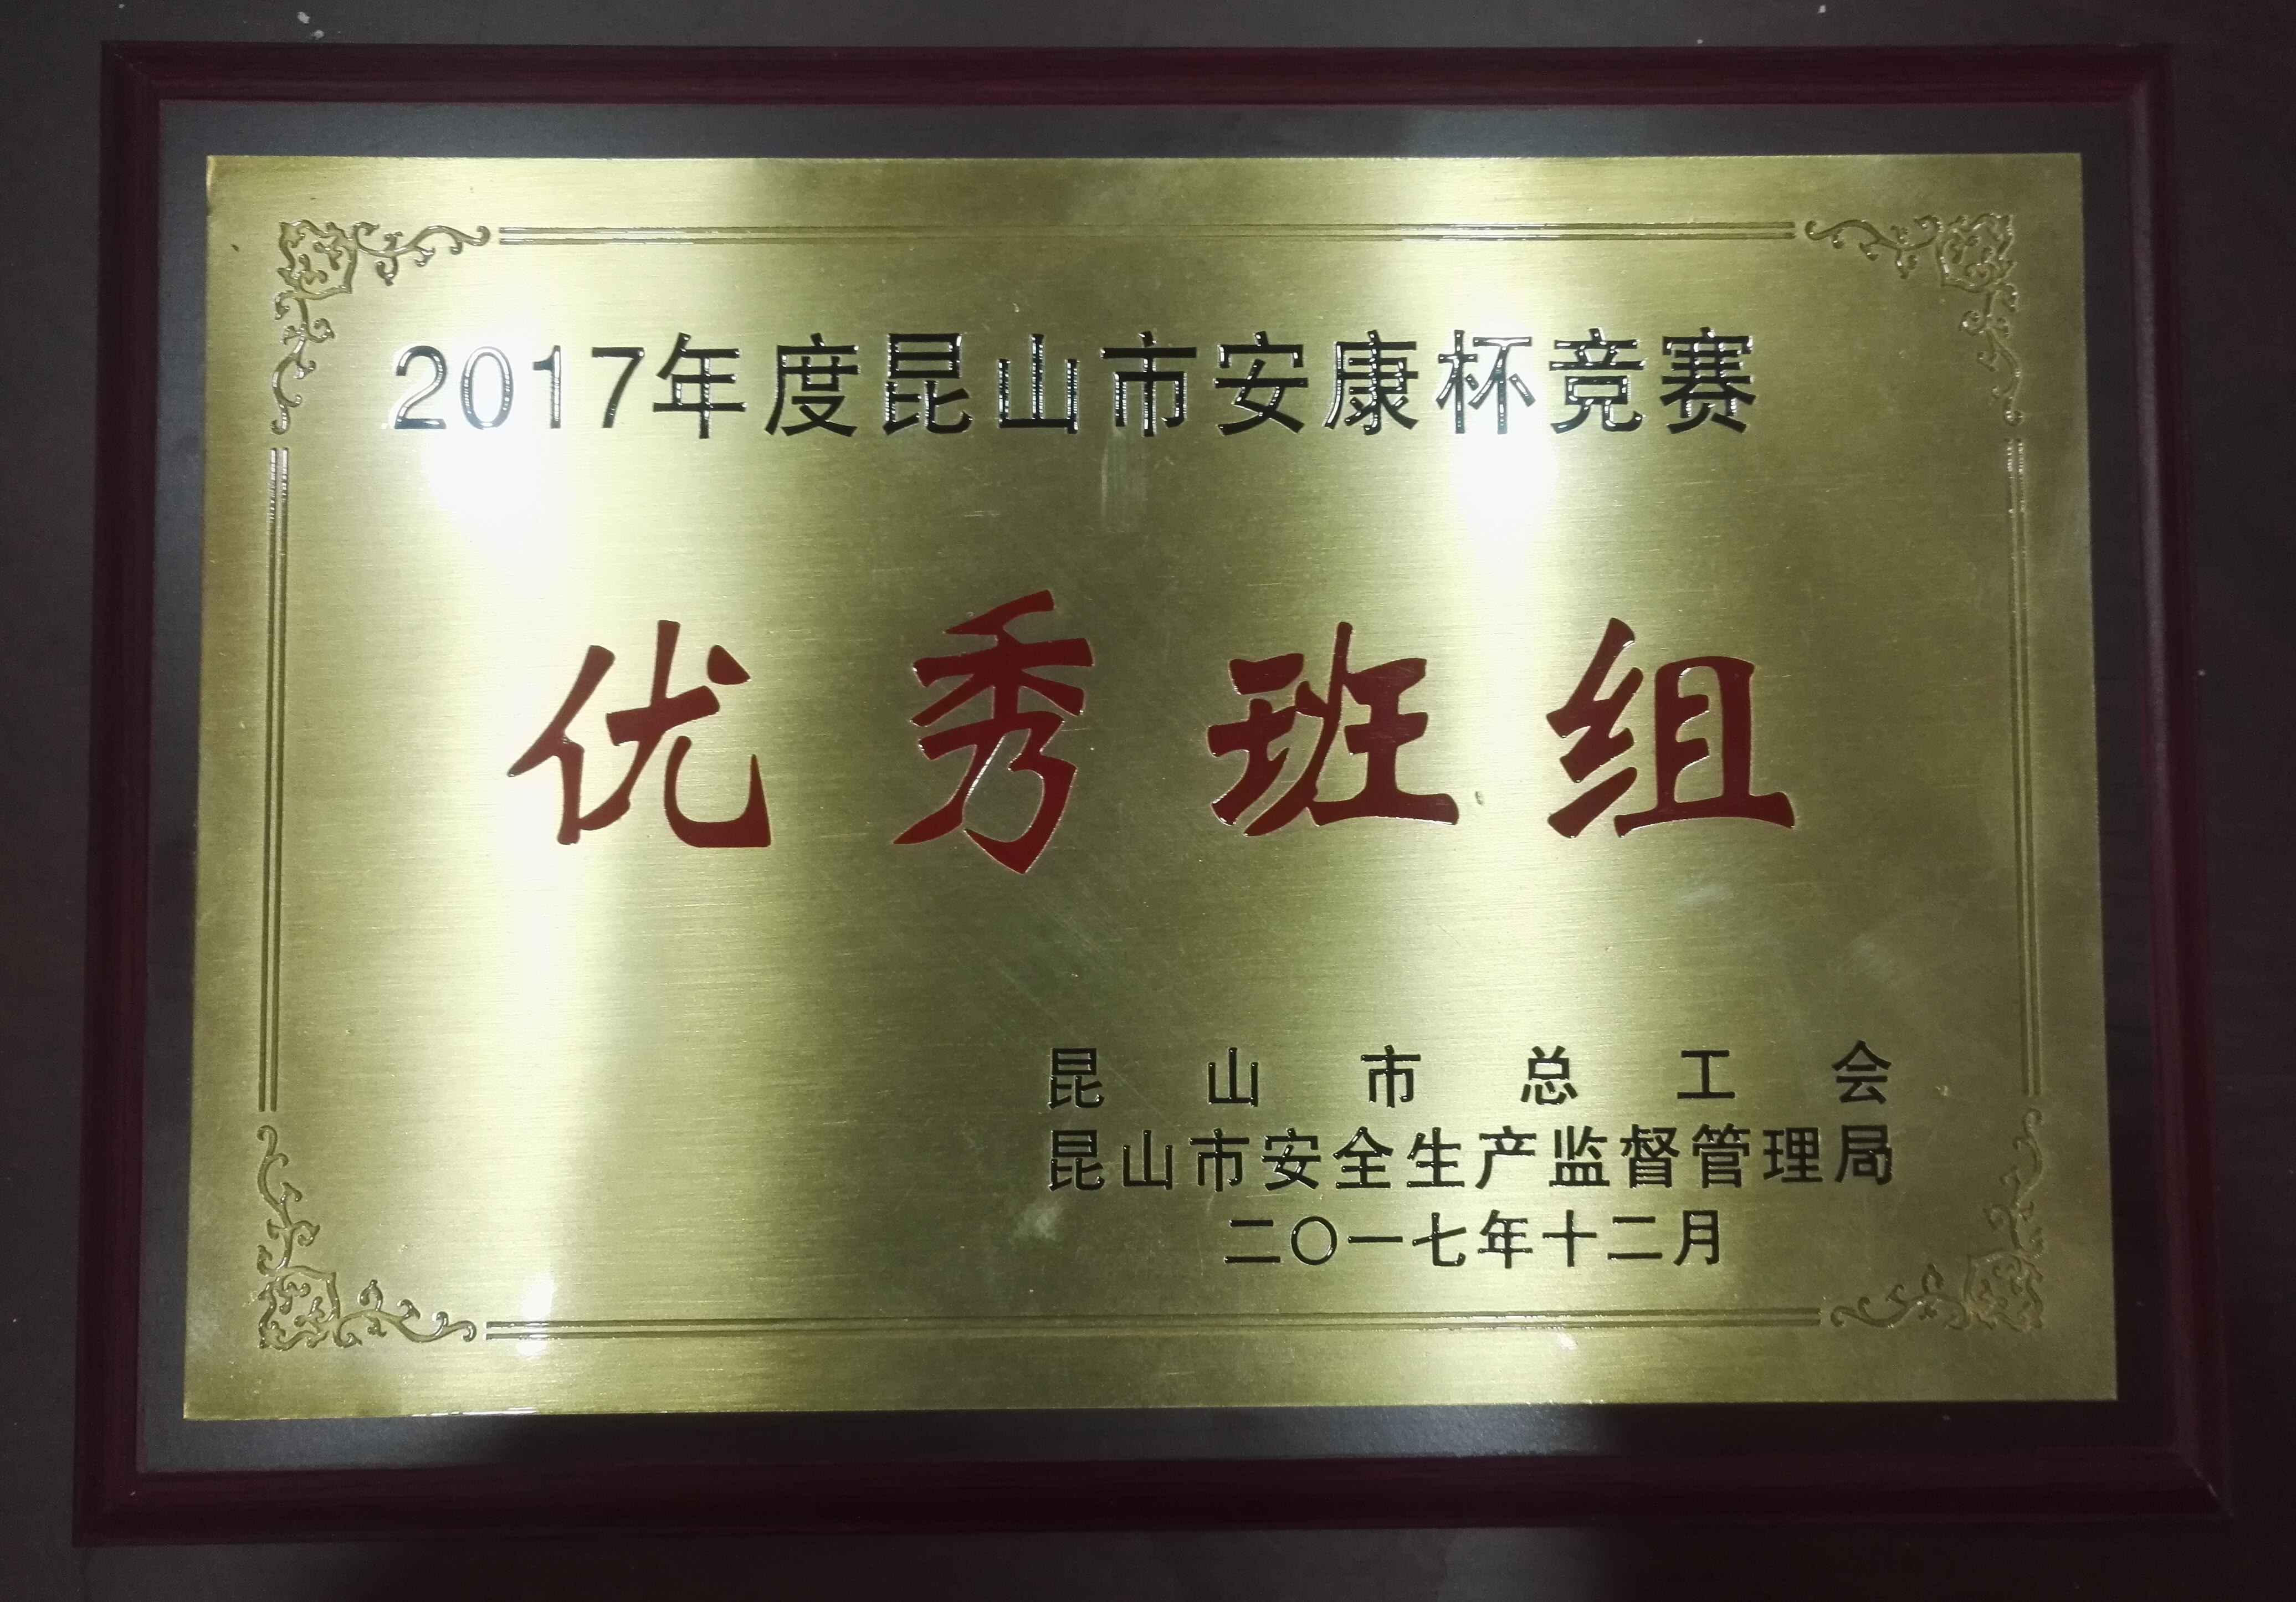 2017年度昆山市安康杯竞赛
优秀班组
昆山市总工会
昆山市安全生产监督管理局
二〇一七年十二月